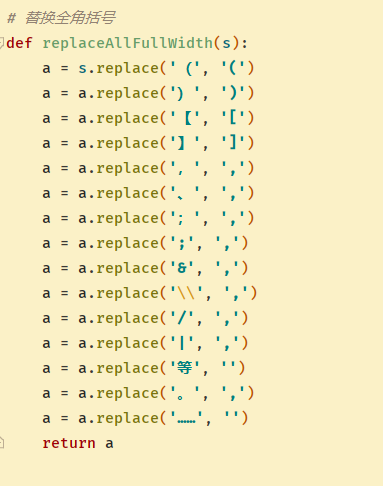 # 替换全角括号
def replaceAllFullWidth(s):
    a = s.replace('（', '(')
    a = a.replace('）', ')')
    a = a.replace('【', '[')
    a = a.replace('】', ']')
    a = a.replace('，', ',')
    a = a.replace('、', ',')
    a = a.replace('；', ',')
    a = a.replace(';', ',')
    a = a.replace('&', ',')
    a = a.replace('\\', ',')
    a = a.replace('/', ',')
    a = a.replace('|', ',')
    a = a.replace('等', '')
    a = a.replace('。', ',')
    a = a.replace('……', '')
    return a